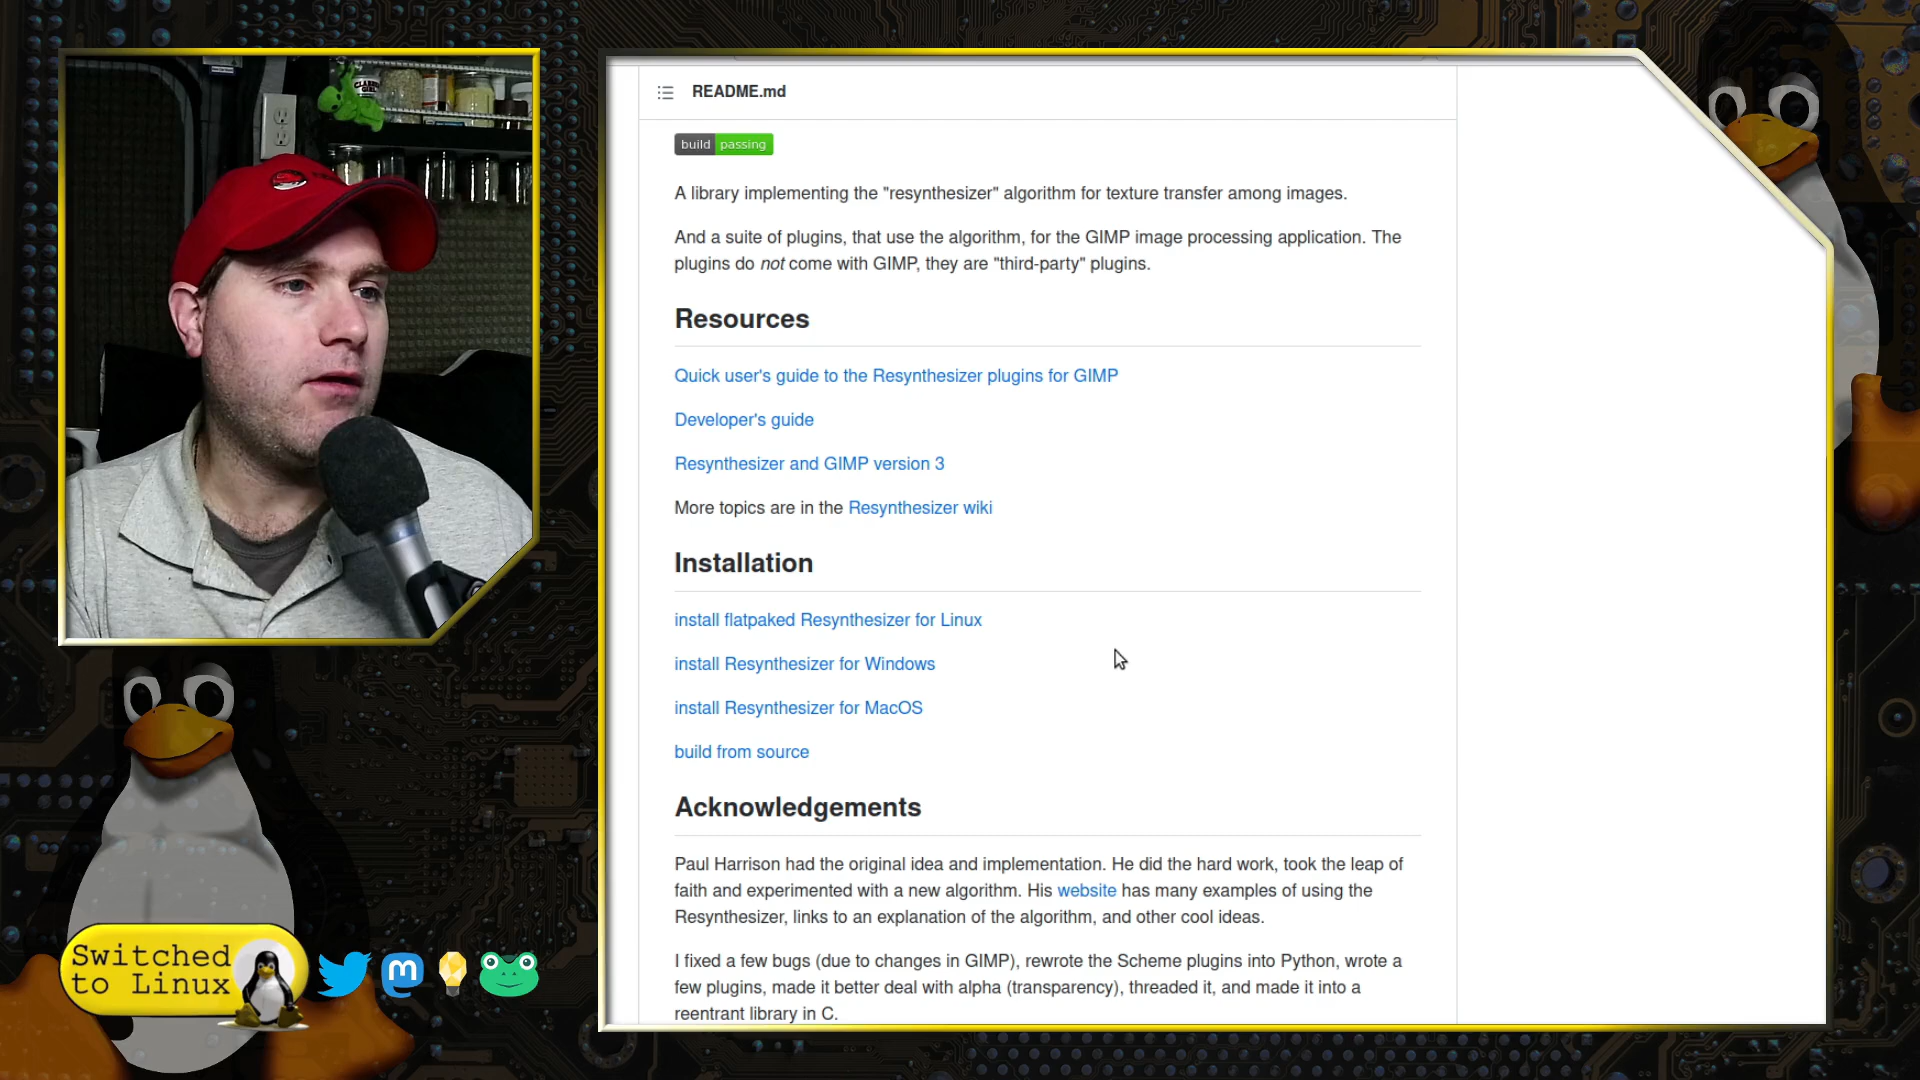 README.md
build passing
A library implementing the "resynthesizer" algorithm for texture transfer among images.
And a suite of plugins, that use the algorithm, for the GIMP image processing application. The
plugins do not come with GIMP, they are "third-party" plugins.
Resources
Quick user's guide to the Resynthesizer plugins for GIMP
Developer's guide
Resynthesizer and GIMP version 3
More topics are in the Resynthesizer wiki
Installation
install flatpaked Resynthesizer for Linux
install Resynthesizer for Windows
install Resynthesizer for MacOS
build from source
Acknowledgements
Paul Harrison had the original idea and implementation. He did the hard work, took the leap of
faith and experimented with a new algorithm. His website has many examples of using the
Resynthesizer, links to an explanation of the algorithm, and other cool ideas.
I fixed a few bugs (due to changes in GIMP), rewrote the Scheme plugins into Python, wrote a
few plugins, made it better deal with alpha (transparency), threaded it, and made it into a
reentrant library in C.
Switched
to Linux
m